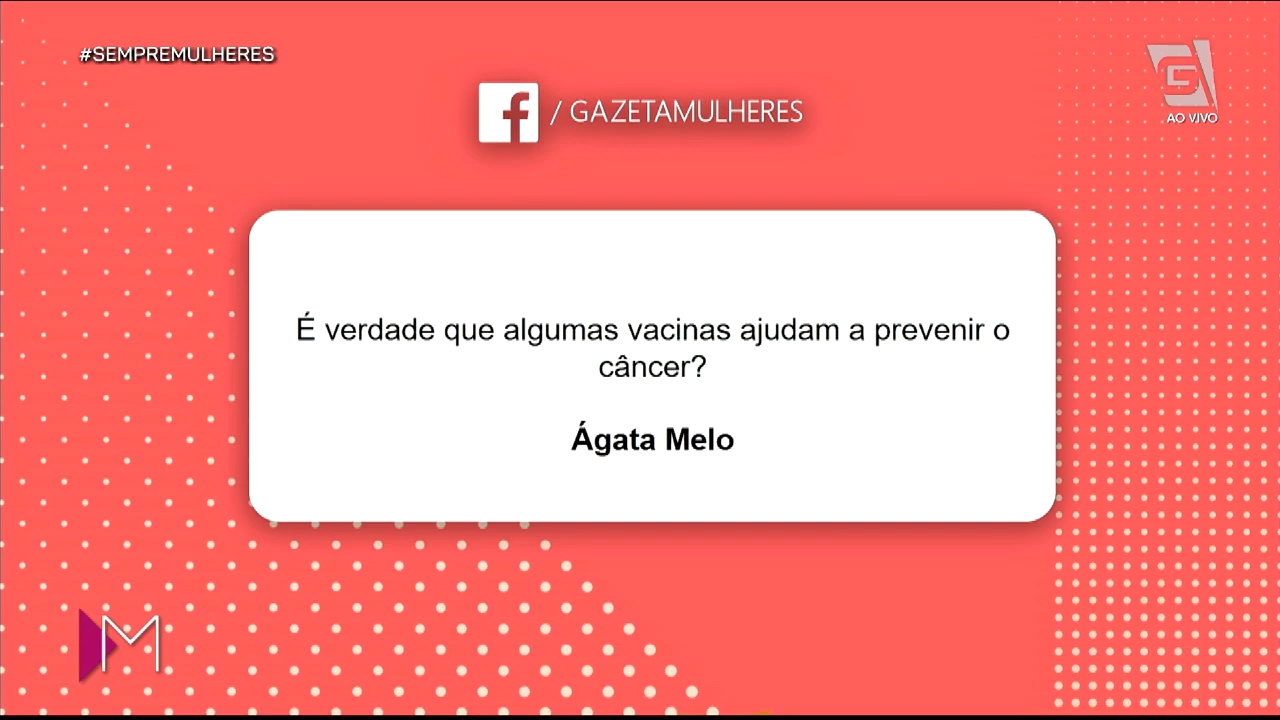 #SEMPREMULHERES
/ GAZETAMULHERES
AO VIVO
É verdade que algumas vacinas ajudam a prevenir o
câncer?
Ágata Melo
M